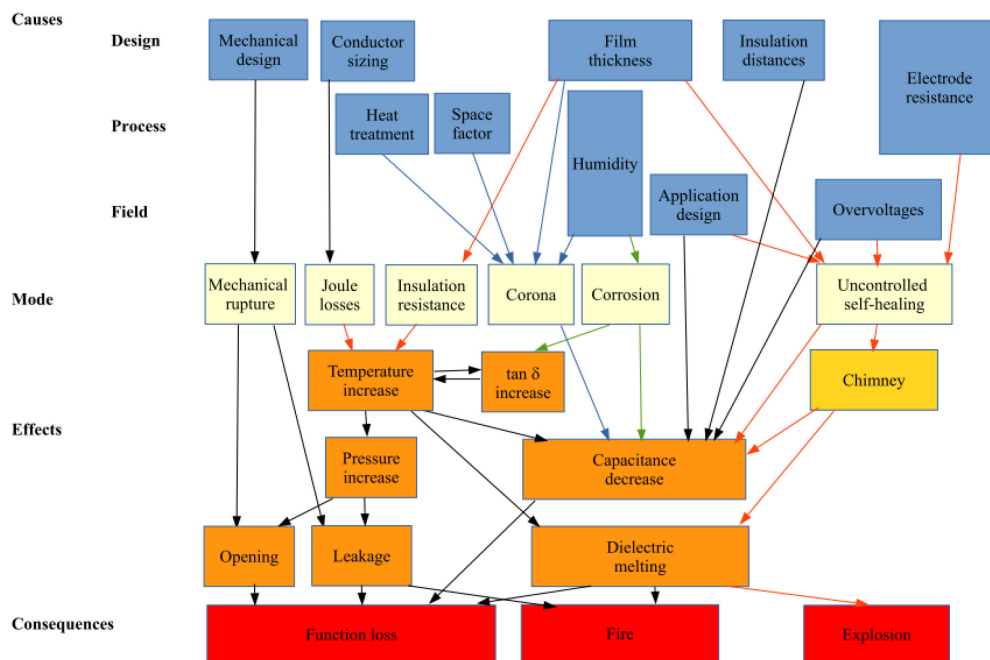 Causes
Design
Mechanical
design
Conductor
sizing
Film
thickness
Insulation
distances
Electrode
resistance
Process
Heat
treatment
Space
factor
Humidity
Field
Application
design
Overvoltages
Mode
Mechanical
rupture
Joule
losses
Insulation
resistance
Corona
Corrosion
Uncontrolled
self-healing
Temperature
increase
tan δ
increase
Chimney
Effects
Pressure
increase
Capacitance
decrease
Opening
Leakage
Dielectric
melting
Consequences
Function loss
Fire
Explosion